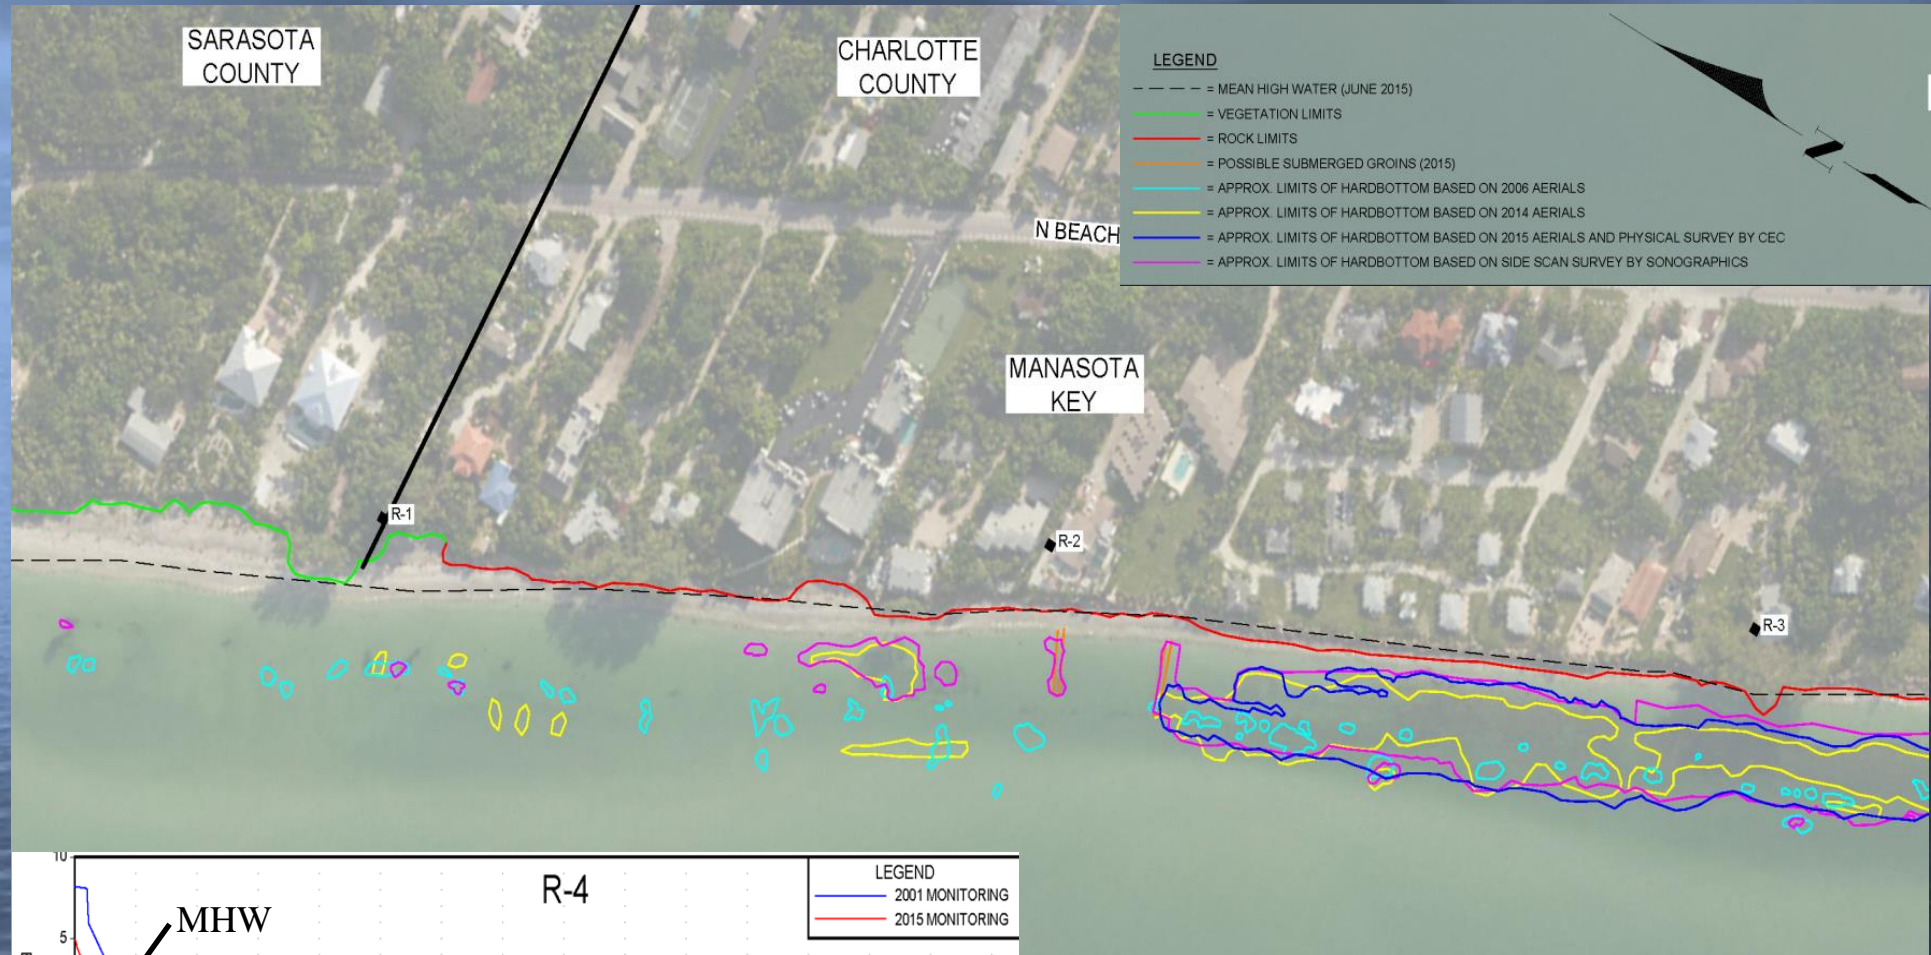 SARASOTA
COUNTY
CHARLOTTE
COUNTY
LEGEND
= MEAN HIGH WATER (JUNE 2015)
= VEGETATION LIMITS
= ROCK LIMITS
= POSSIBLE SUBMERGED GROINS (2015)
= APPROX. LIMITS OF HARDBOTTOM BASED ON 2006 AERIALS
= APPROX. LIMITS OF HARDBOTTOM BASED ON 2014 AERIALS
= APPROX. LIMITS OF HARDBOTTOM BASED ON 2015 AERIALS AND PHYSICAL SURVEY BY CEC
= APPROX. LIMITS OF HARDBOTTOM BASED ON SIDE SCAN SURVEY BY SONOGRAPHICS
N
N BEACH
MANASOTA
KEY
R-1
R-2
R-3
10
R-4
LEGEND
2001 MONITORING
2015 MONITORING
MHW
5